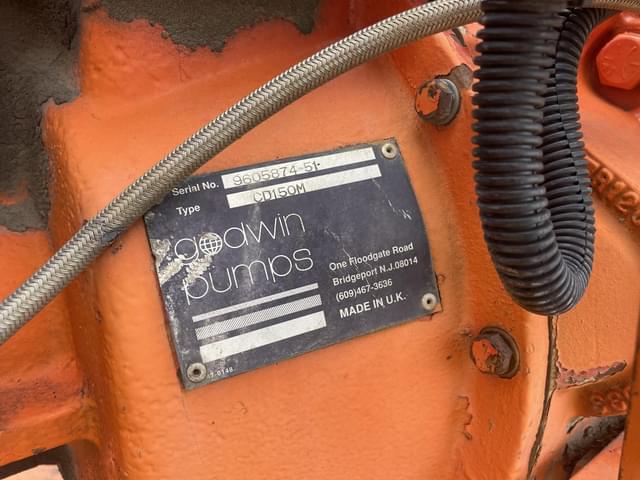 Serial No. 9605874-51
Type CD150M
godwin
pumps
One Floodgate Road
Bridgeport N.J.08014
(609)467-3636
MADE IN U.K.